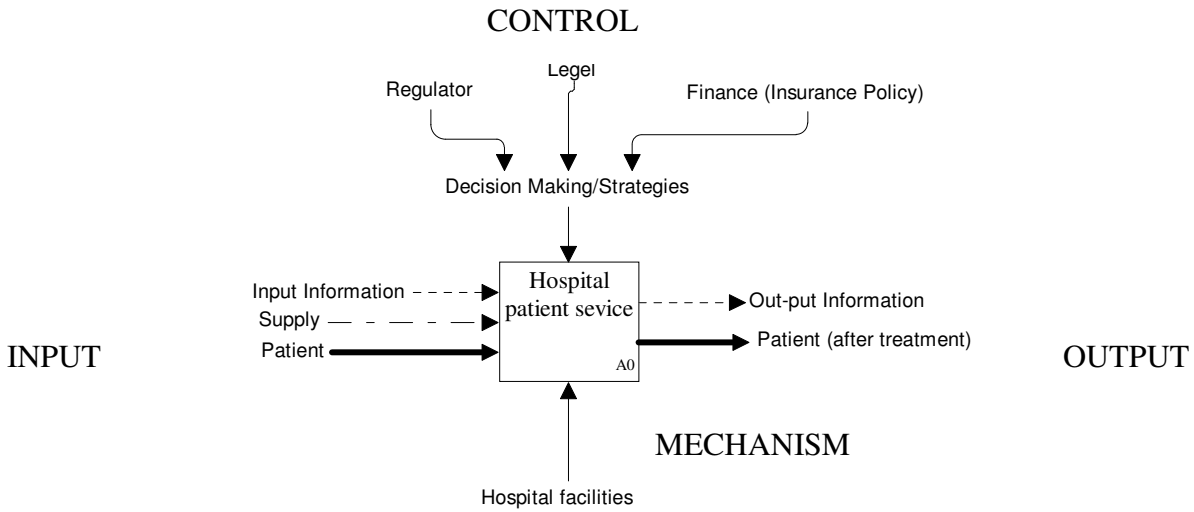 CONTROL
Legel
Regulator
Finance (Insurance Policy)
Decision Making/Strategies
Hospital
patient sevice
A0
Input Information
Supply
Patient
Out-put Information
Patient (after treatment)
INPUT
OUTPUT
MECHANISM
Hospital facilities